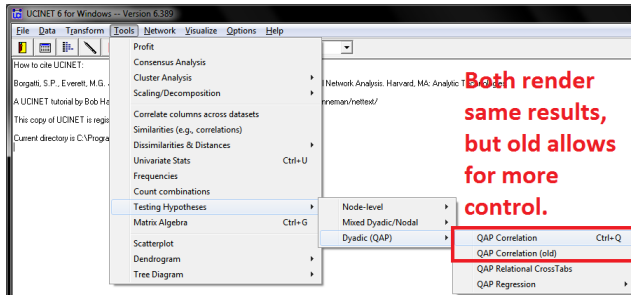 UCINET 6 for Windows -- Version 6.389
File Data Transform Tools Network Visualize Options Help
How to cite UCINET:
Borgatti, S.P., Everett, M.G. l Network Analysis. Harvard, MA: Analytic Technologies
A UCINET tutorial by Bob Ha nneman/nettext/
This copy of UCINET is regis
Current directory is C:\Progra
Profit
Consensus Analysis
Cluster Analysis
Scaling/Decomposition
Correlate columns across datasets
Similarities (e.g., correlations)
Dissimilarities & Distances
Univariate Stats Ctrl+U
Frequencies
Count combinations
Testing Hypotheses
Matrix Algebra Ctrl+G
Scatterplot
Dendrogram
Tree Diagram
Node-level
Mixed Dyadic/Nodal
Dyadic (QAP)
QAP Correlation Ctrl+Q
QAP Correlation (old)
QAP Relational CrossTabs
QAP Regression
Both render
same results,
but old allows
for more
control.